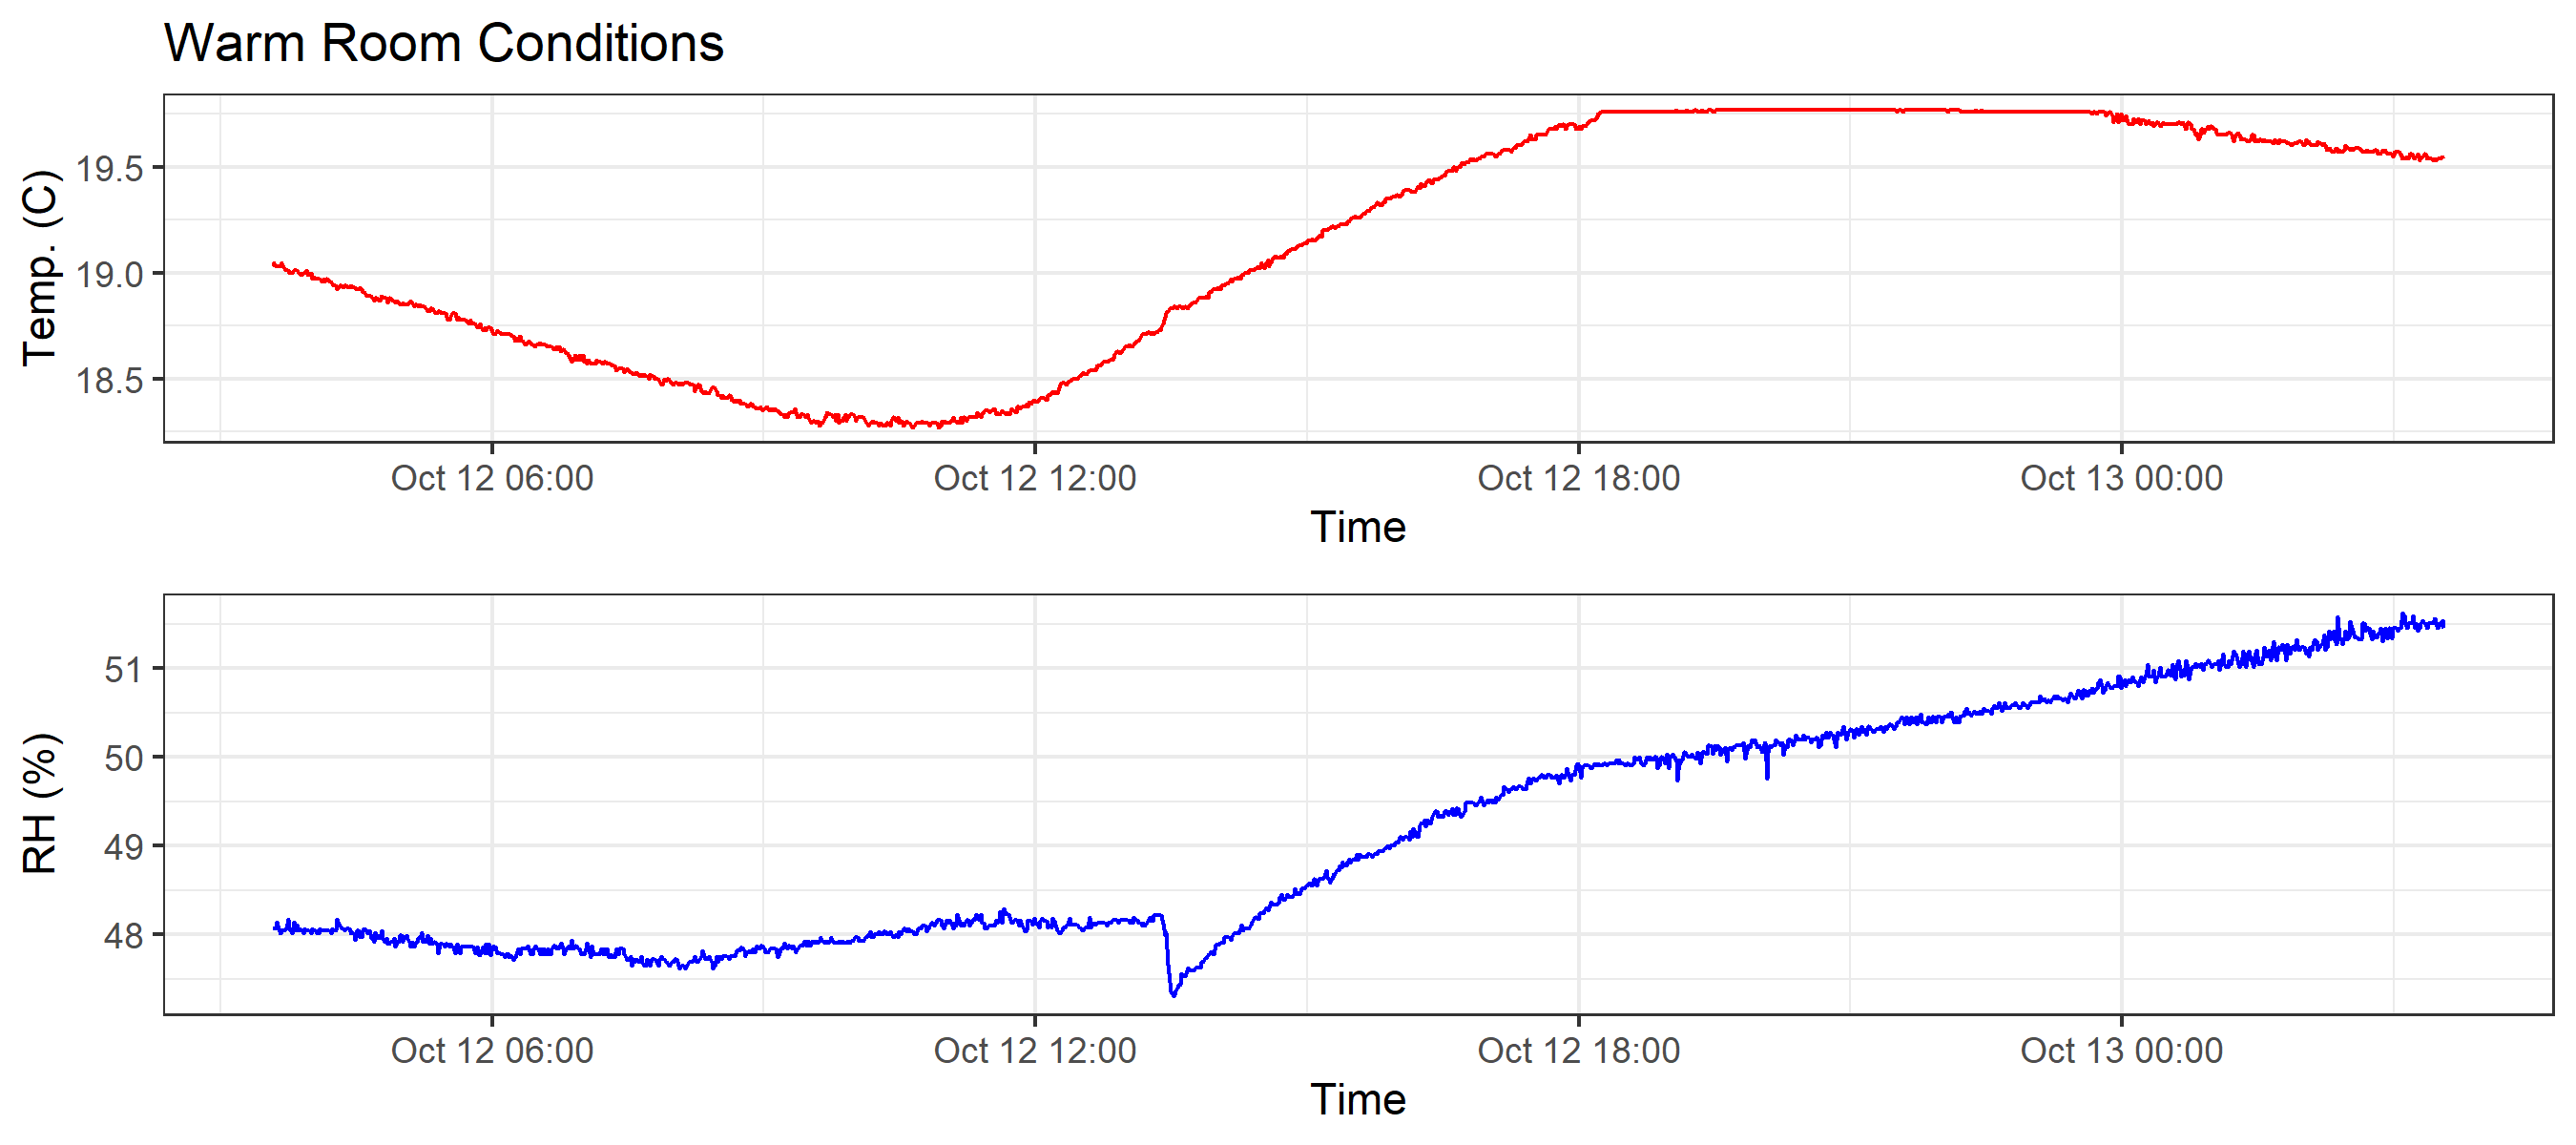 Warm Room Conditions
Temp. (C)
19.5
19.0
18.5
Oct 12 06:00 Oct 12 12:00 Oct 12 18:00 Oct 13 00:00
Time
RH (%)
51
50
49
48
Oct 12 06:00 Oct 12 12:00 Oct 12 18:00 Oct 13 00:00
Time